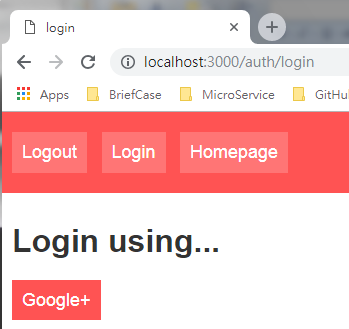 login
localhost:3000/auth/login
Apps BriefCase MicroService GitHu
Logout Login Homepage
Login using...
Google+